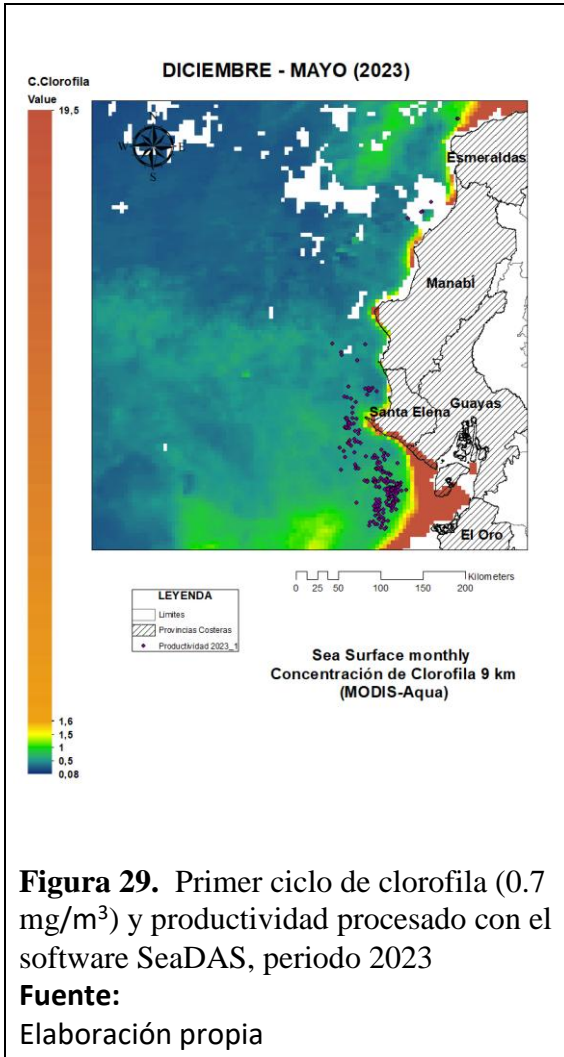 DICIEMBRE - MAYO (2023)
C.Clorofila
Value
19,5
1,6
1,5
1
0,5
0,08
N
W E
S
Esmeraldas
Manabí
Santa Elena
Guayas
El Oro
Kilometers
0 25 50 100 150 200
LEYENDA
Limites
Provincias Costeras
Productividad 2023_1
Sea Surface monthly
Concentración de Clorofila 9 km
(MODIS-Aqua)
Figura 29. Primer ciclo de clorofila (0.7
mg/m³) y productividad procesado con el
software SeaDAS, periodo 2023
Fuente:
Elaboración propia